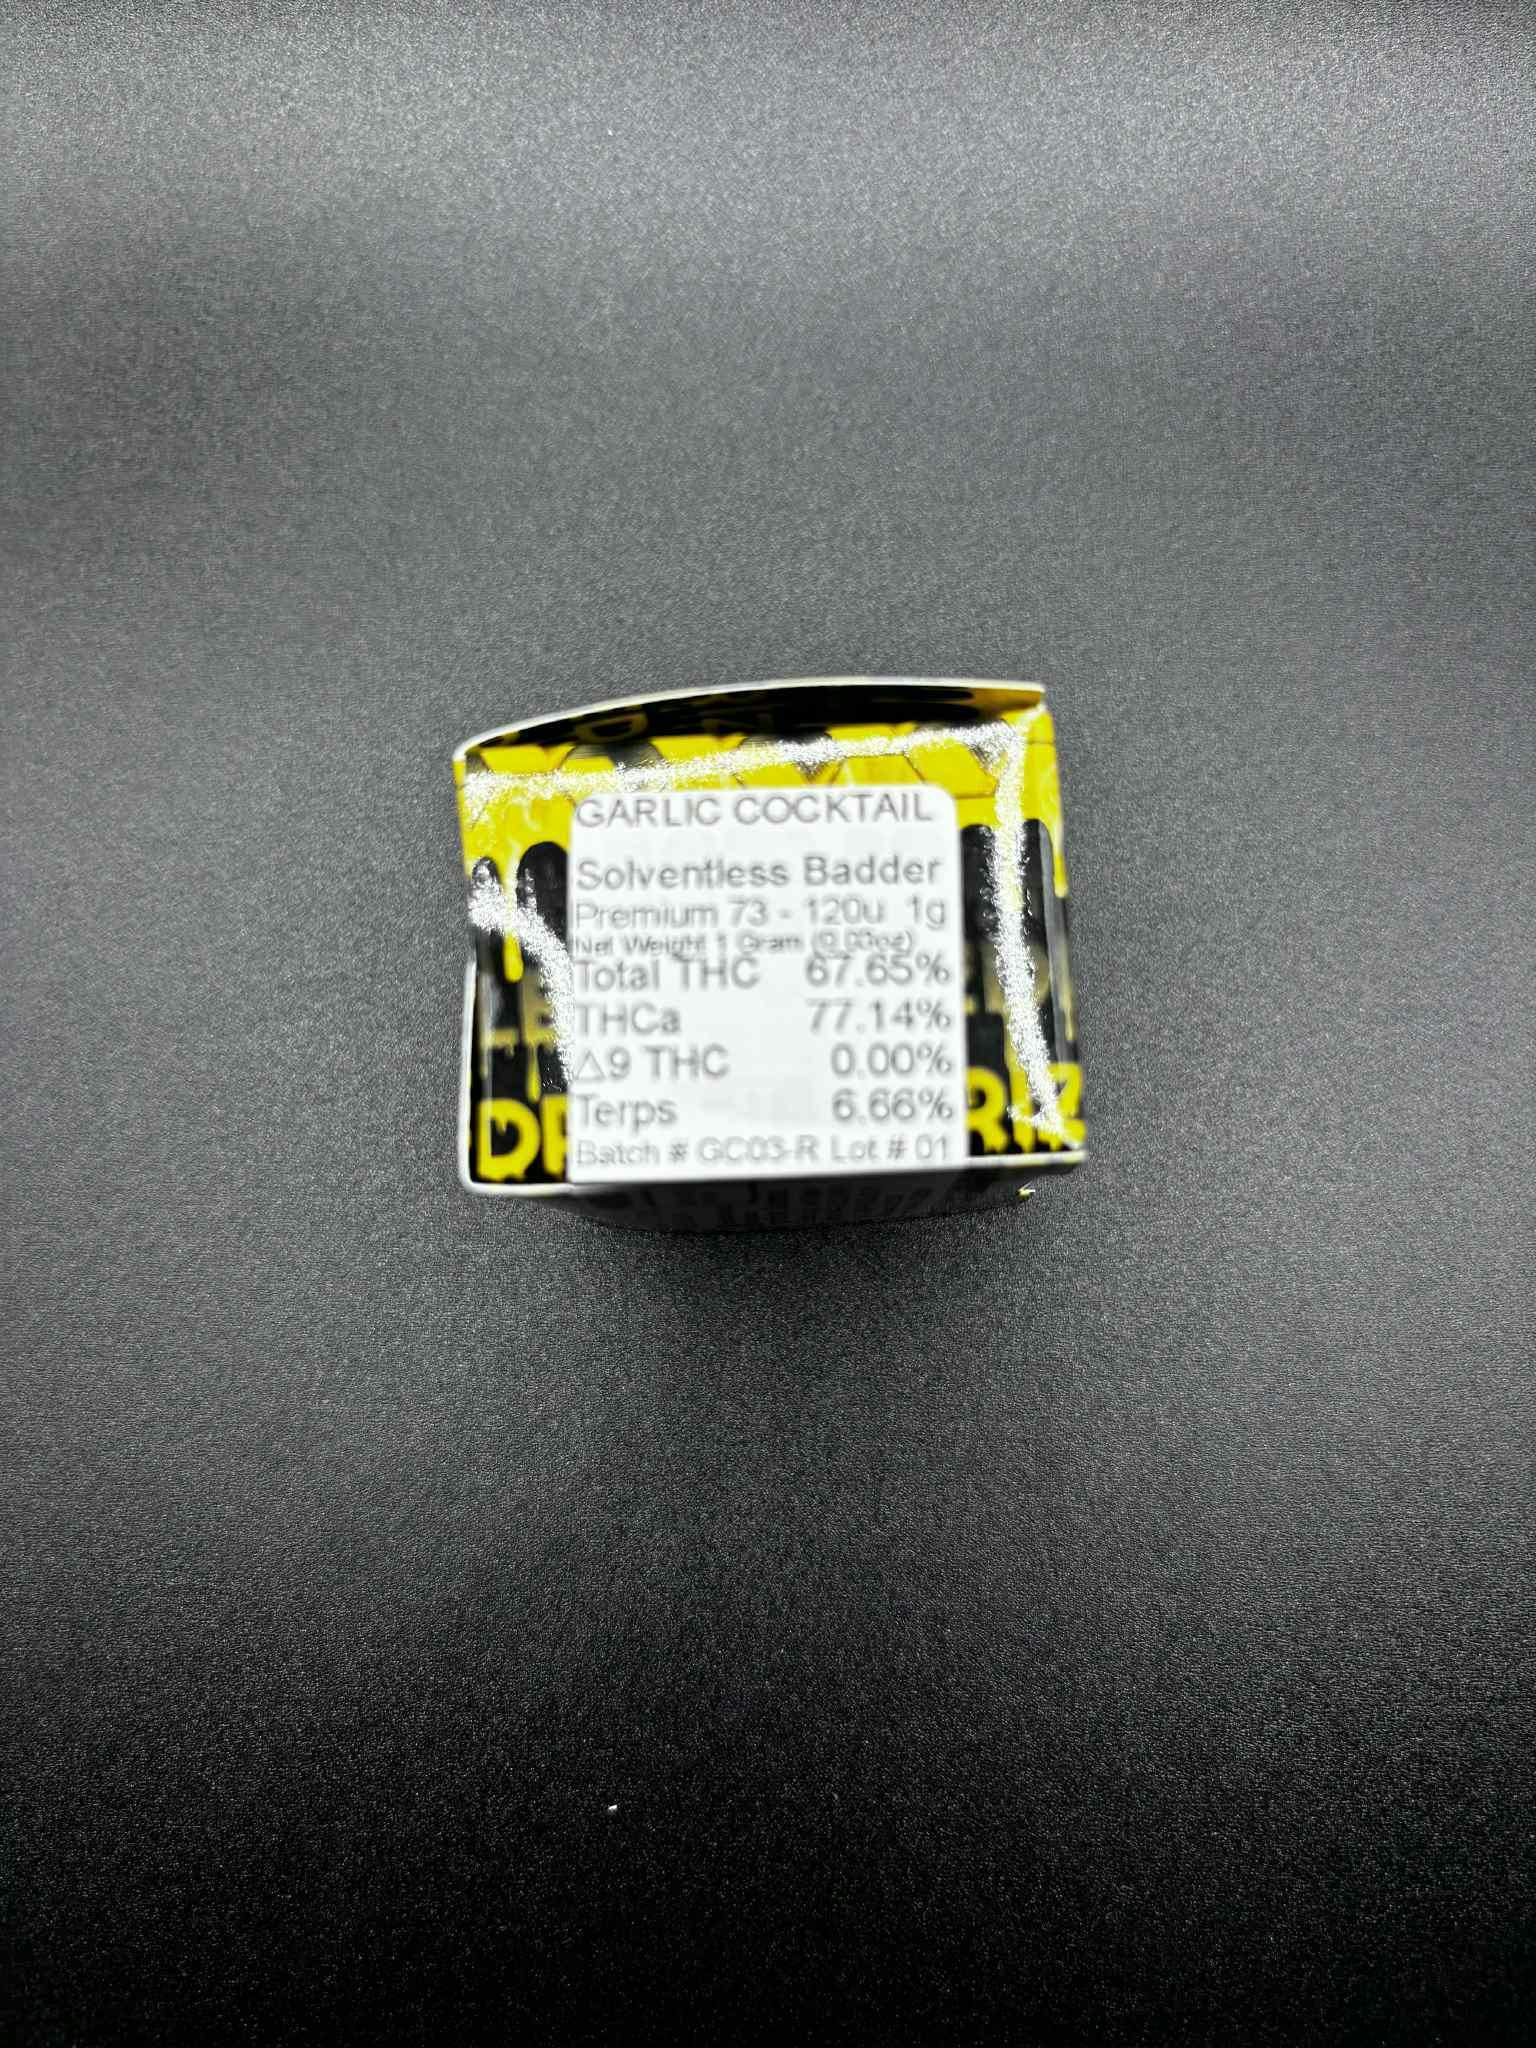 GARLIC COCKTAIL
Solventless Badder
Premium 73 - 120u 1g
Net Weight 1 Gram (0.03oz)
Total THC 67.65%
THCa 77.14%
Δ9 THC 0.00%
Terps 6.66%
Batch # GC03-R Lot # 01